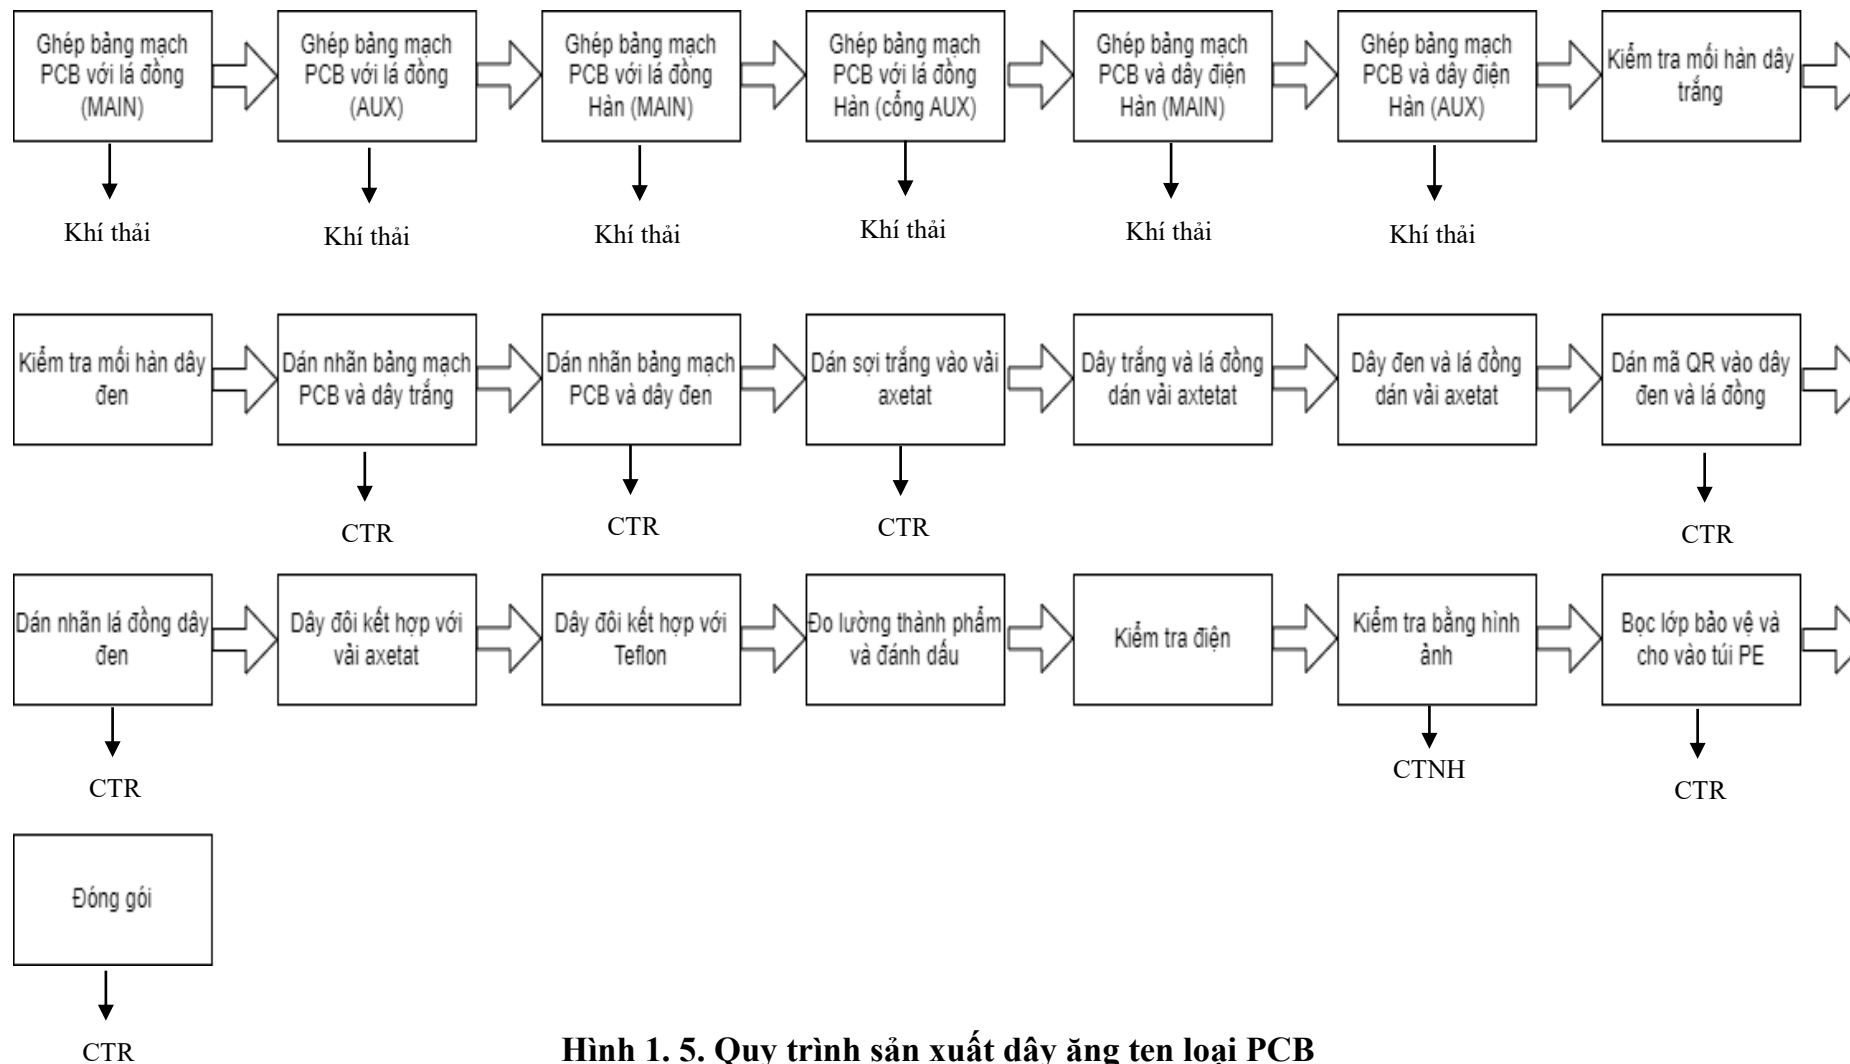 Ghép bảng mạch
PCB với lá đồng
(MAIN)
Ghép bảng mạch
PCB với lá đồng
(AUX)
Ghép bảng mạch
PCB với lá đồng
Hàn (MAIN)
Ghép bảng mạch
PCB với lá đồng
Hàn (cổng AUX)
Ghép bảng mạch
PCB và dây điện
Hàn (MAIN)
Ghép bảng mạch
PCB và dây điện
Hàn (AUX)
Kiểm tra mối hàn dây
trắng
Khí thải
Khí thải
Khí thải
Khí thải
Khí thải
Khí thải
Kiểm tra mối hàn dây
đen
Dán nhãn bảng mạch
PCB và dây trắng
Dán nhãn bảng mạch
PCB và dây đen
Dán sợi trắng vào vải
axetat
Dây trắng và lá đồng
dán vải axtetat
Dây đen và lá đồng
dán vải axetat
Dán mã QR vào dây
đen và lá đồng
CTR
CTR
CTR
CTR
Dán nhãn lá đồng dây
đen
Dây đôi kết hợp với
vải axetat
Dây đôi kết hợp với
Teflon
Đo lường thành phẩm
và đánh dấu
Kiểm tra điện
Kiểm tra bằng hình
ảnh
Bọc lớp bảo vệ và
cho vào túi PE
CTR
CTNH
CTR
Đóng gói
CTR
Hình 1. 5. Quy trình sản xuất dây ăng ten loại PCB